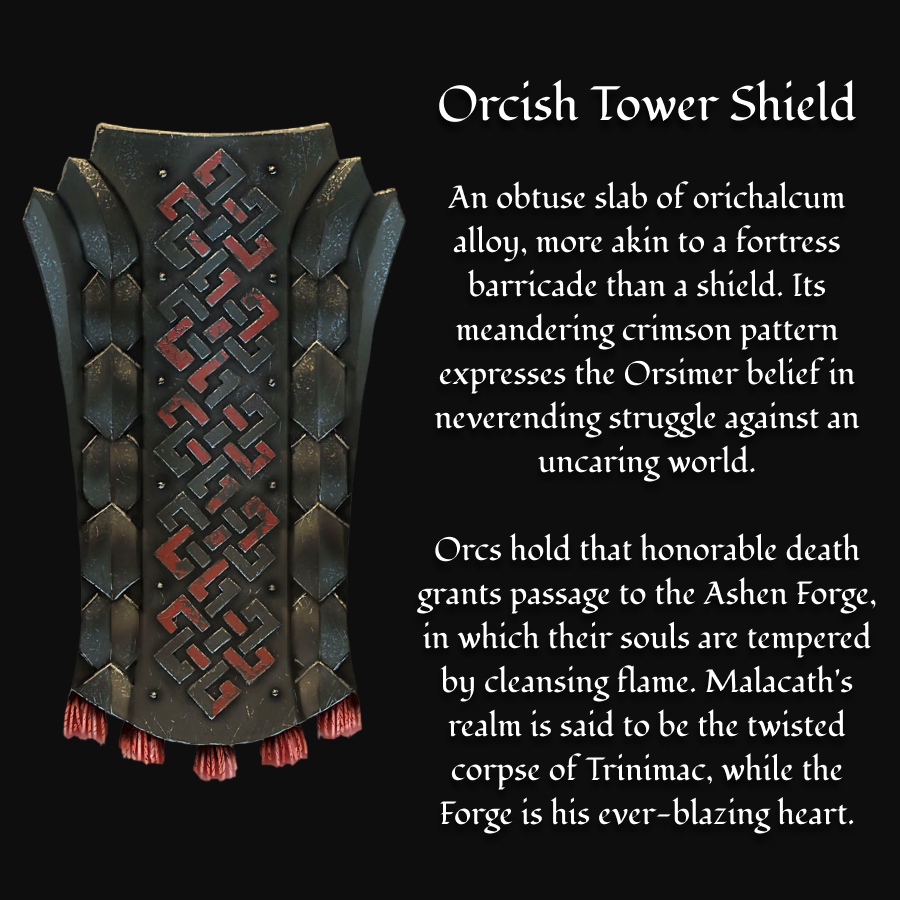 Orcish Tower Shield
An obtuse slab of orichalcum
alloy, more akin to a fortress
barricade than a shield. Its
meandering crimson pattern
expresses the Orsimer belief in
neverending struggle against an
uncaring world.
Orcs hold that honorable death
grants passage to the Ashen Forge,
in which their souls are tempered
by cleansing flame. Malacath's
realm is said to be the twisted
corpse of Trinimac, while the
Forge is his ever-blazing heart.